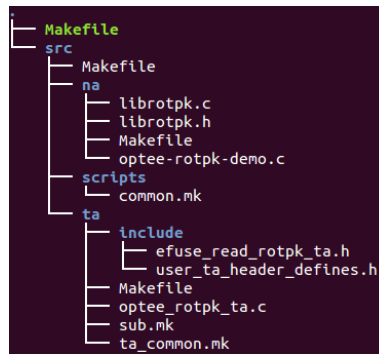 .
├── Makefile
└── src
    ├── Makefile
    ├── na
    │   ├── librotpk.c
    │   ├── librotpk.h
    │   ├── Makefile
    │   └── optee-rotpk-demo.c
    ├── scripts
    │   └── common.mk
    └── ta
        ├── include
        │   ├── efuse_read_rotpk_ta.h
        │   └── user_ta_header_defines.h
        ├── Makefile
        ├── optee_rotpk_ta.c
        ├── sub.mk
        └── ta_common.mk